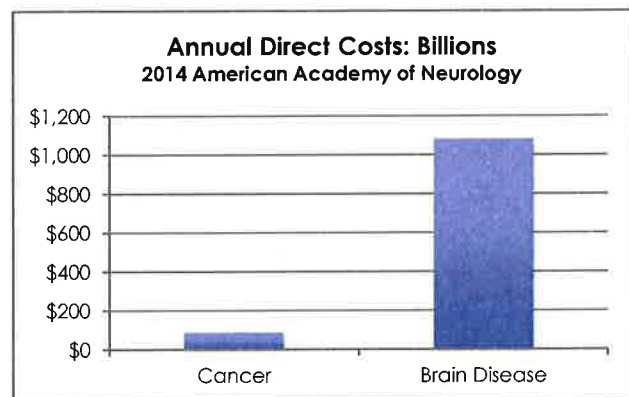 Annual Direct Costs: Billions
2014 American Academy of Neurology
$1,200
$1,000
$800
$600
$400
$200
$0
Cancer Brain Disease